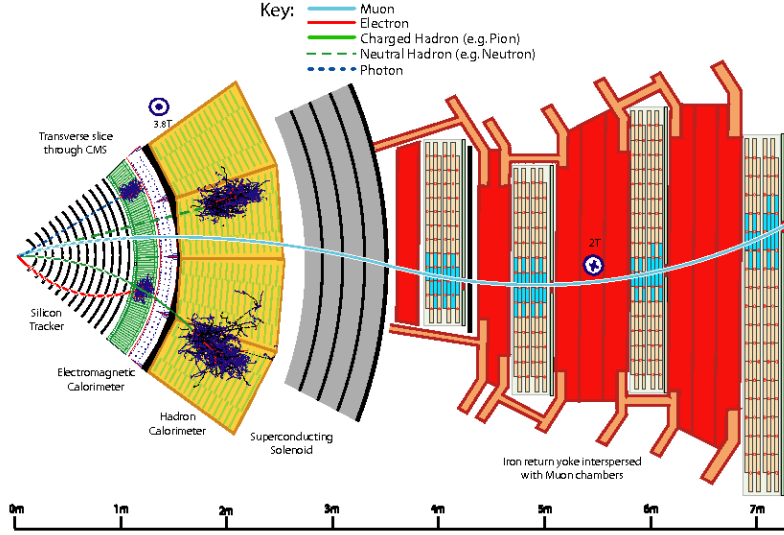 Key:
Muon
Electron
Charged Hadron (e.g. Pion)
Neutral Hadron (e.g. Neutron)
Photon
3.8T
Transverse slice
through CMS
2T
Silicon
Tracker
Electromagnetic
Calorimeter
Hadron
Calorimeter
Superconducting
Solenoid
Iron return yoke interspersed
with Muon chambers
0m 1m 2m 3m 4m 5m 6m 7m